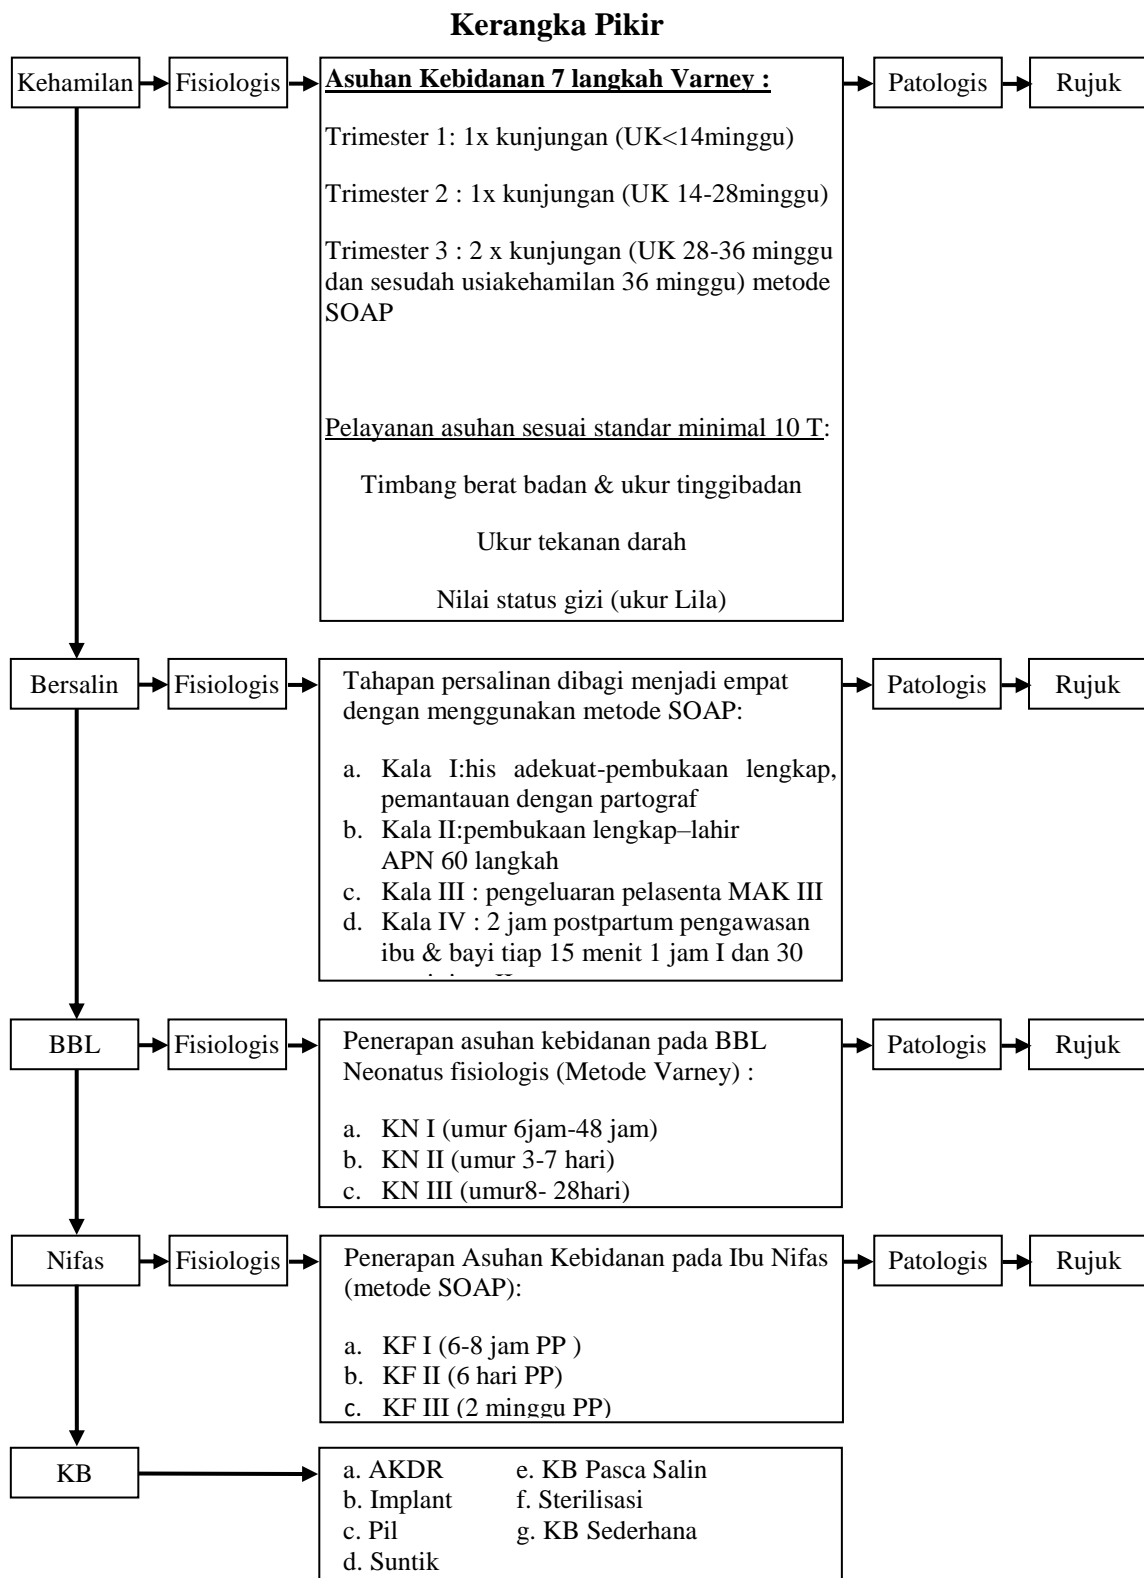 Kerangka Pikir
Kehamilan
Fisiologis
Asuhan Kebidanan 7 langkah Varney :
Trimester 1: 1x kunjungan (UK<14minggu)
Trimester 2 : 1x kunjungan (UK 14-28minggu)
Trimester 3 : 2 x kunjungan (UK 28-36 minggu
dan sesudah usiakehamilan 36 minggu) metode
SOAP
Pelayanan asuhan sesuai standar minimal 10 T:
Timbang berat badan & ukur tinggibadan
Ukur tekanan darah
Nilai status gizi (ukur Lila)
Patologis
Rujuk
Bersalin
Fisiologis
Tahapan persalinan dibagi menjadi empat
dengan menggunakan metode SOAP:
a. Kala I:his adekuat-pembukaan lengkap,
pemantauan dengan partograf
b. Kala II:pembukaan lengkap–lahir
APN 60 langkah
c. Kala III : pengeluaran pelasenta MAK III
d. Kala IV : 2 jam postpartum pengawasan
ibu & bayi tiap 15 menit 1 jam I dan 30
Patologis
Rujuk
BBL
Fisiologis
Penerapan asuhan kebidanan pada BBL
Neonatus fisiologis (Metode Varney) :
a. KN I (umur 6jam-48 jam)
b. KN II (umur 3-7 hari)
c. KN III (umur8- 28hari)
Patologis
Rujuk
Nifas
Fisiologis
Penerapan Asuhan Kebidanan pada Ibu Nifas
(metode SOAP):
a. KF I (6-8 jam PP )
b. KF II (6 hari PP)
c. KF III (2 minggu PP)
Patologis
Rujuk
KB
a. AKDR
b. Implant
c. Pil
d. Suntik
e. KB Pasca Salin
f. Sterilisasi
g. KB Sederhana